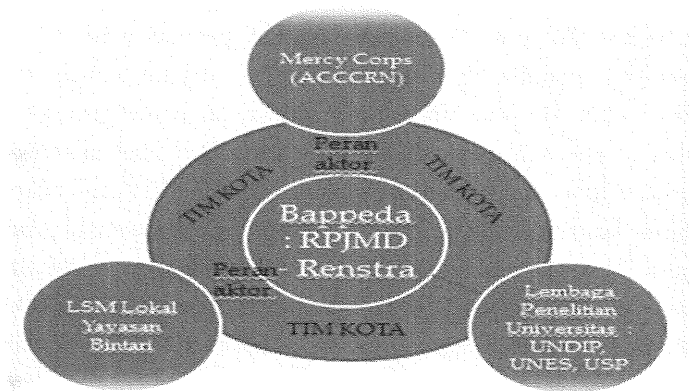 Mercy Corps
(ACCCRN)
Peran
aktor
TIM KOTA
TIM KOTA
Bappeda
: RPJMD
- Renstra
Peran
aktor
LSM Lokal
Yayasan
Bintari
TIM KOTA
Lembaga
Penelitian
Universitas :
UNDIP,
UNES, USP